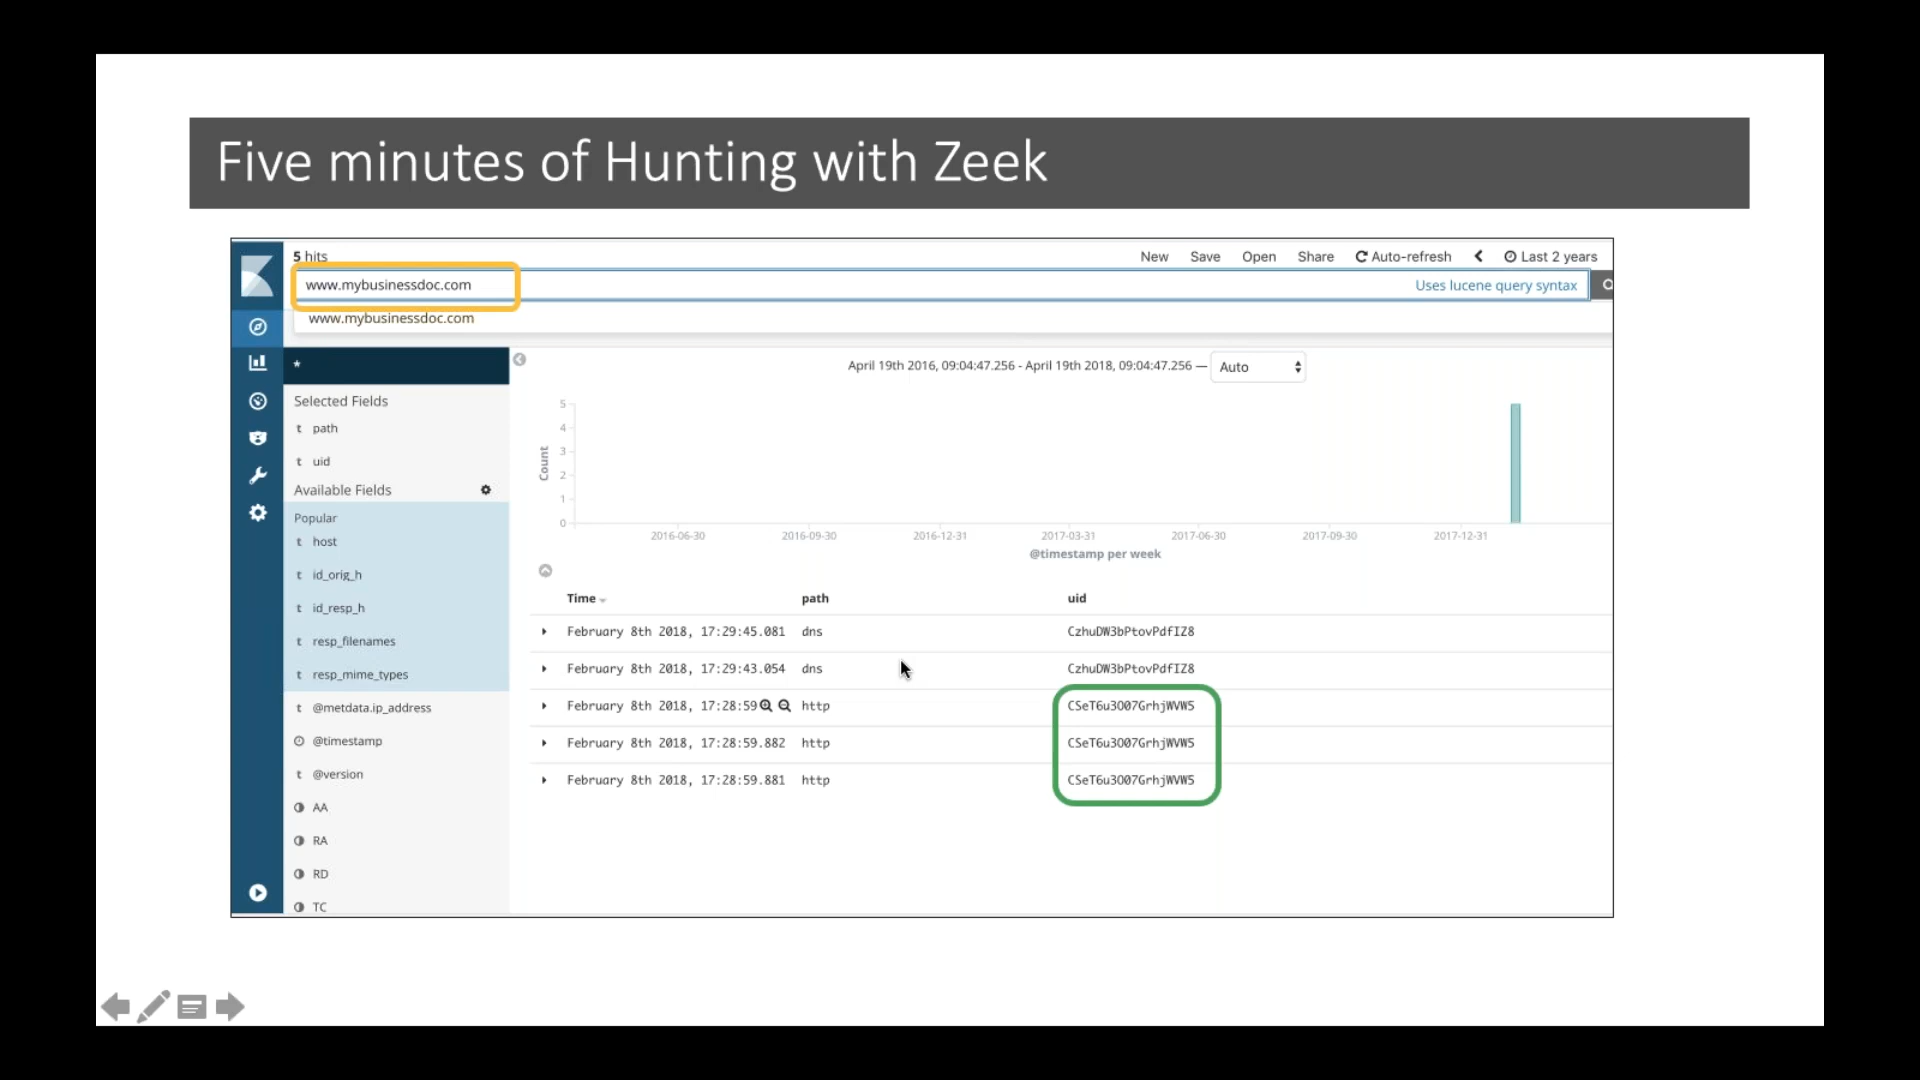 Five minutes of Hunting with Zeek
5 hits
New Save Open Share Auto-refresh Last 2 years
www.mybusinessdoc.com
Uses lucene query syntax
www.mybusinessdoc.com
*
April 19th 2016, 09:04:47.256 - April 19th 2018, 09:04:47.256 — Auto
Selected Fields
t path
t uid
Available Fields
Popular
t host
t id_orig_h
t id_resp_h
t resp_filenames
t resp_mime_types
t @metdata.ip_address
@timestamp
t @version
AA
RA
RD
TC
Count
5
4
3
2
1
0
2016-06-30 2016-09-30 2016-12-31 2017-03-31 2017-06-30 2017-09-30 2017-12-31
@timestamp per week
Time path uid
February 8th 2018, 17:29:45.081 dns CzhuDW3bPtovPdfIZ8
February 8th 2018, 17:29:43.054 dns CzhuDW3bPtovPdfIZ8
February 8th 2018, 17:28:59 http CSeT6u3O07GrhjWVW5
February 8th 2018, 17:28:59.882 http CSeT6u3O07GrhjWVW5
February 8th 2018, 17:28:59.881 http CSeT6u3O07GrhjWVW5